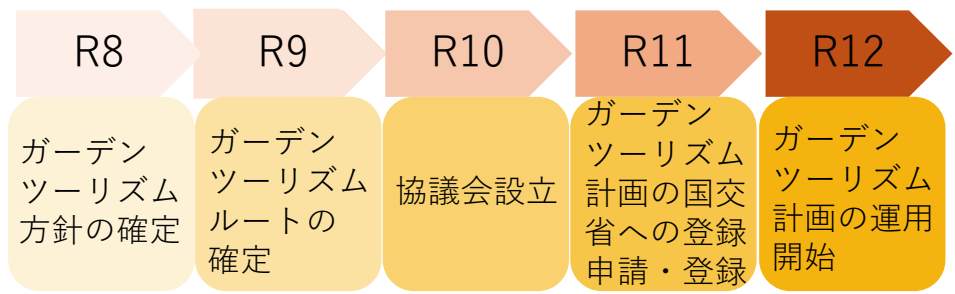 R8
ガーデン
ツーリズム
方針の確定
R9
ガーデン
ツーリズム
ルートの
確定
R10
協議会設立
R11
ガーデン
ツーリズム
計画の国交
省への登録
申請・登録
R12
ガーデン
ツーリズム
計画の運用
開始